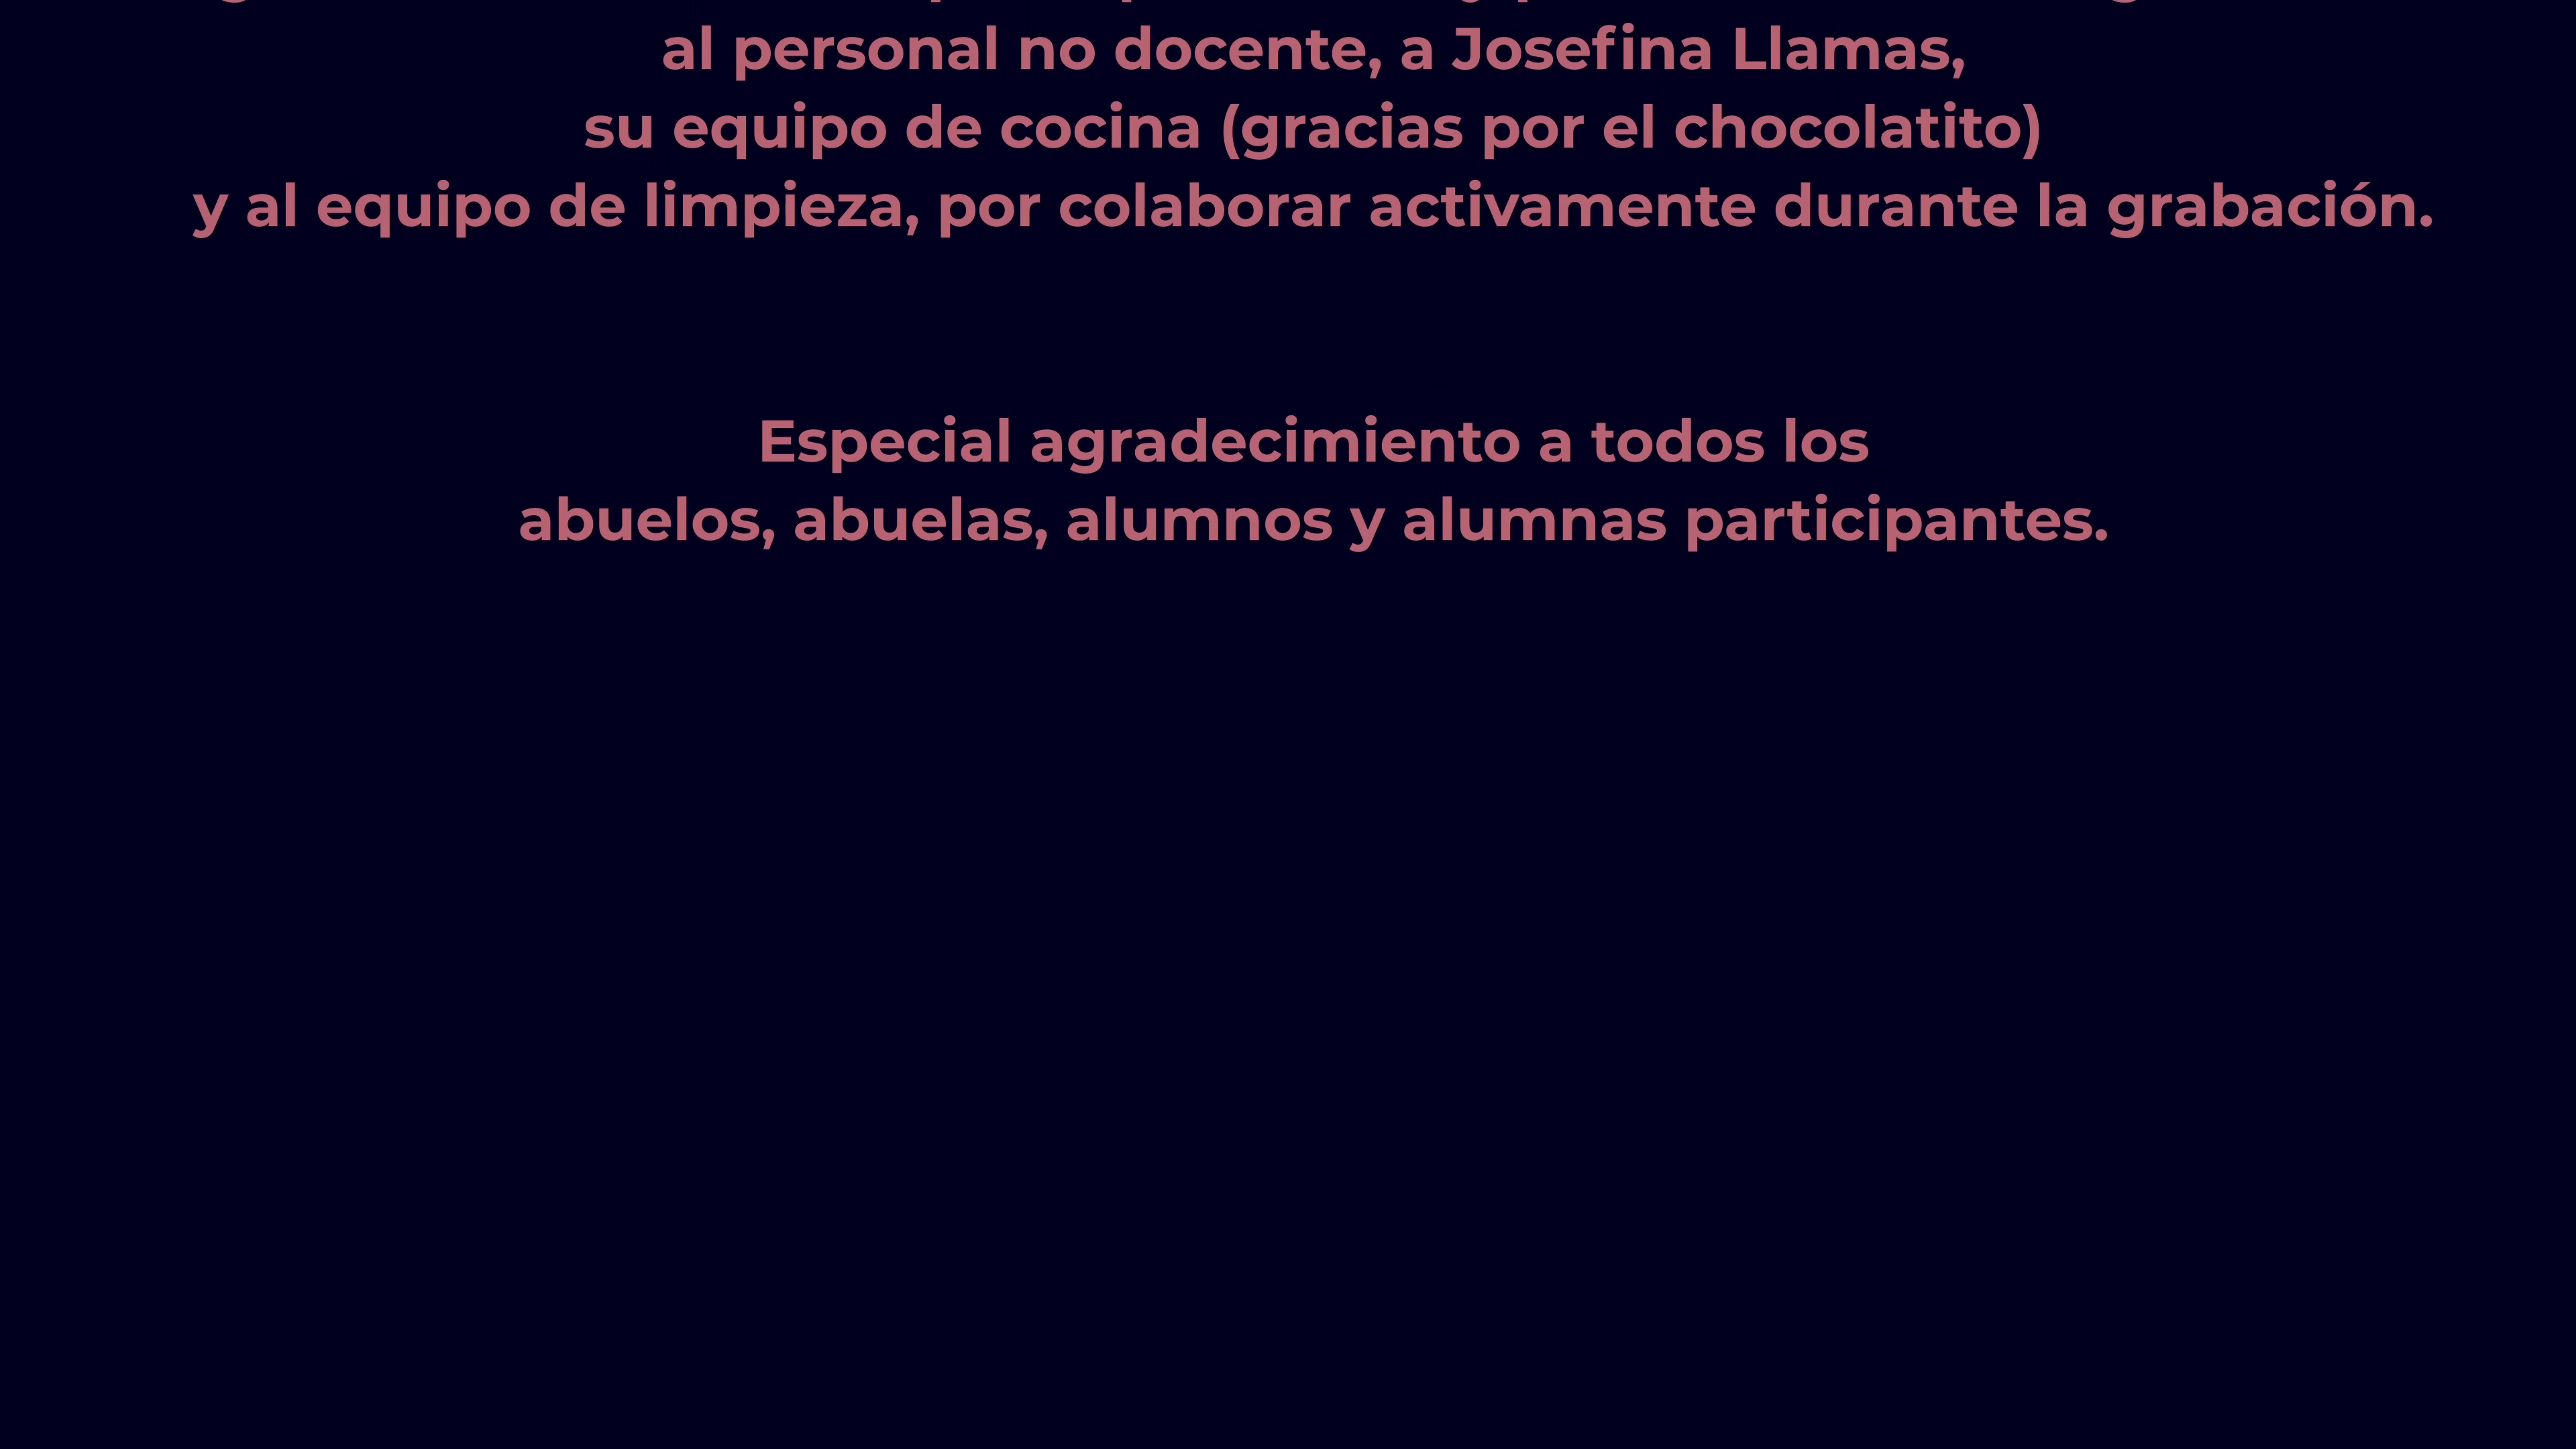 al personal no docente, a Josefina Llamas,
su equipo de cocina (gracias por el chocolatito)
y al equipo de limpieza, por colaborar activamente durante la grabación.
Especial agradecimiento a todos los
abuelos, abuelas, alumnos y alumnas participantes.